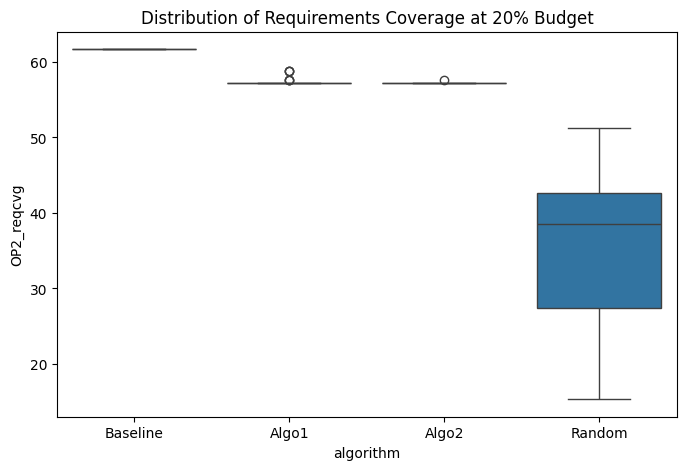 Distribution of Requirements Coverage at 20% Budget
OP2_reqcvg
60
50
40
30
20
Baseline
Algo1
Algo2
Random
algorithm